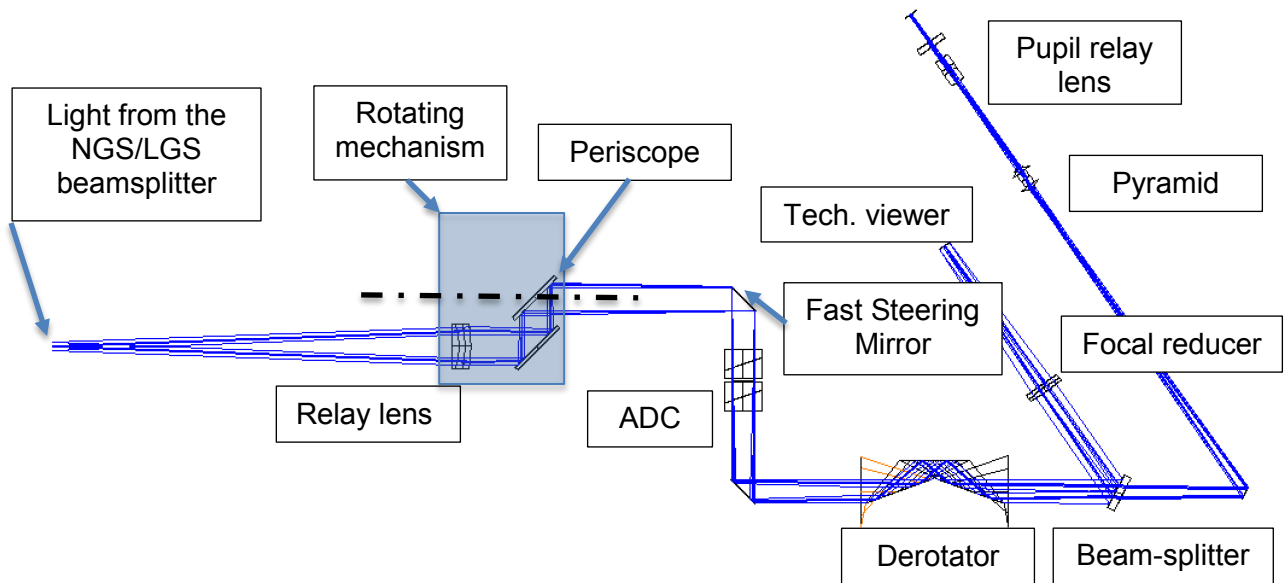 Light from the
NGS/LGS
beamsplitter
Rotating
mechanism
Periscope
Pupil relay
lens
Pyramid
Tech. viewer
Fast Steering
Mirror
Focal reducer
Relay lens
ADC
Derotator
Beam-splitter